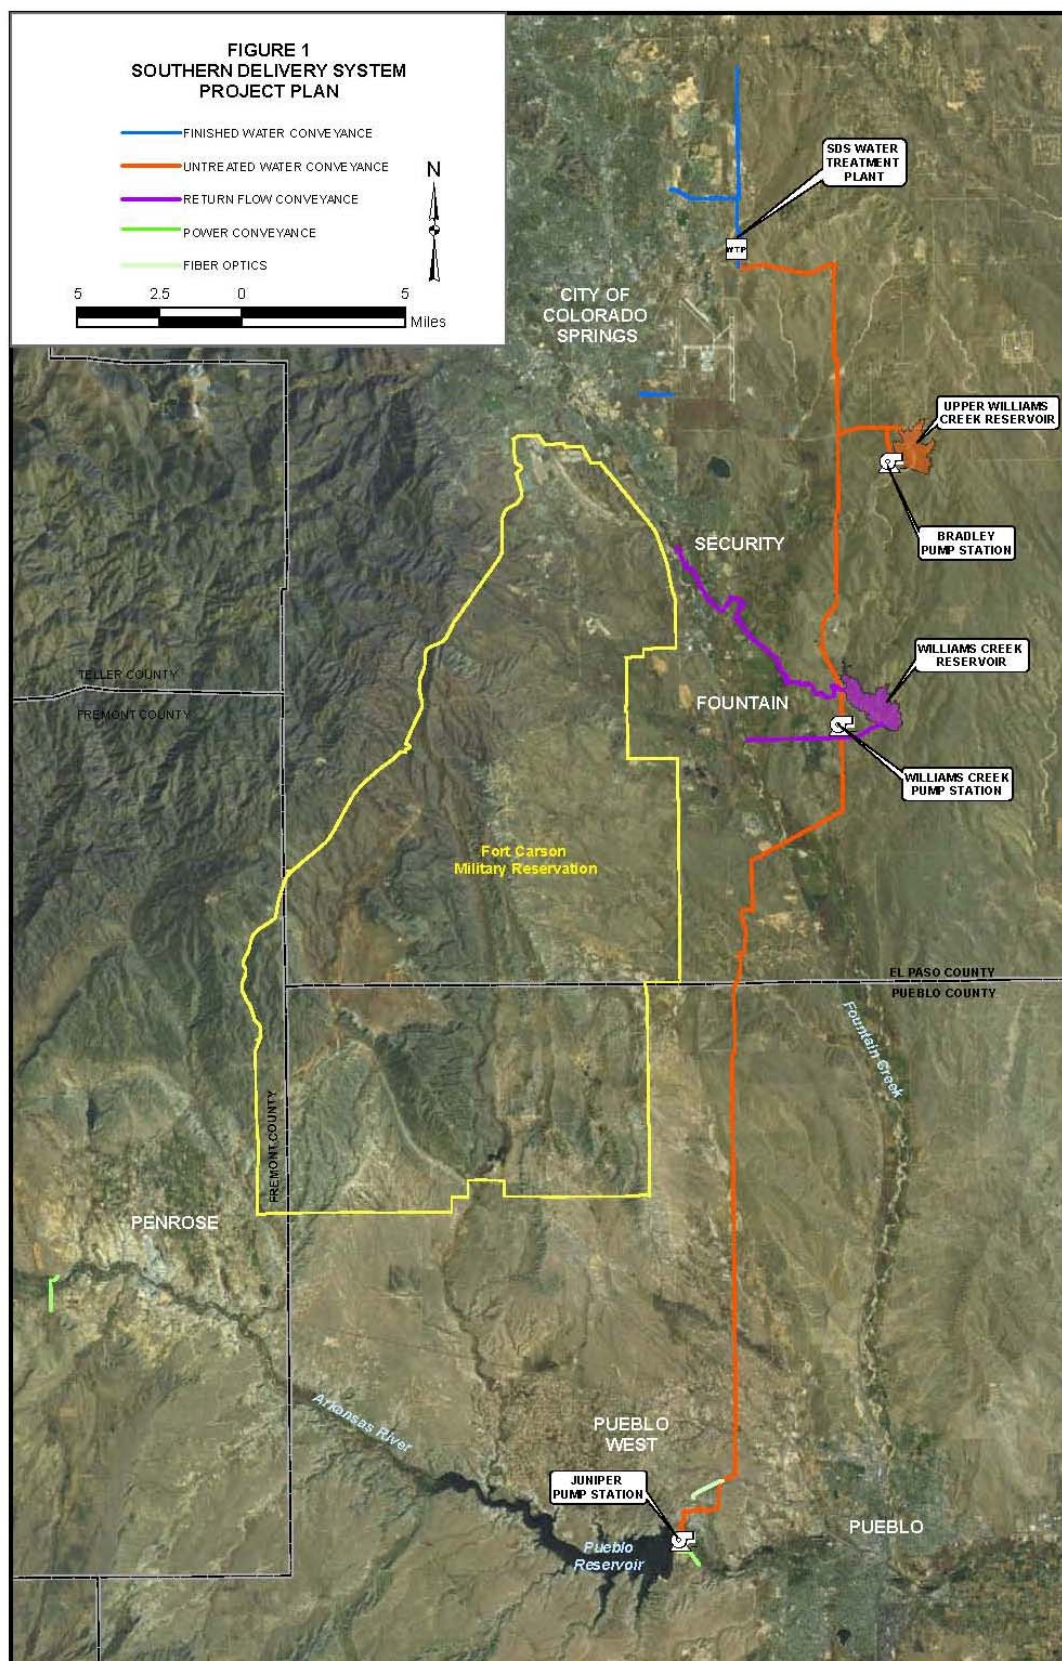 FIGURE 1
SOUTHERN DELIVERY SYSTEM
PROJECT PLAN
FINISHED WATER CONVEYANCE
UNTREATED WATER CONVEYANCE
RETURN FLOW CONVEYANCE
POWER CONVEYANCE
FIBER OPTICS
N
5 2.5 0 5
Miles
SDS WATER
TREATMENT
PLANT
WTP
CITY OF
COLORADO
SPRINGS
UPPER WILLIAMS
CREEK RESERVOIR
BRADLEY
PUMP STATION
SECURITY
WILLIAMS CREEK
RESERVOIR
TELLER COUNTY
FREMONT COUNTY
FOUNTAIN
WILLIAMS CREEK
PUMP STATION
Fort Carson
Military Reservation
EL PASO COUNTY
PUEBLO COUNTY
Fountain Creek
FREMONT COUNTY
PENROSE
Arkansas River
PUEBLO
WEST
JUNIPER
PUMP STATION
PUEBLO
Pueblo
Reservoir